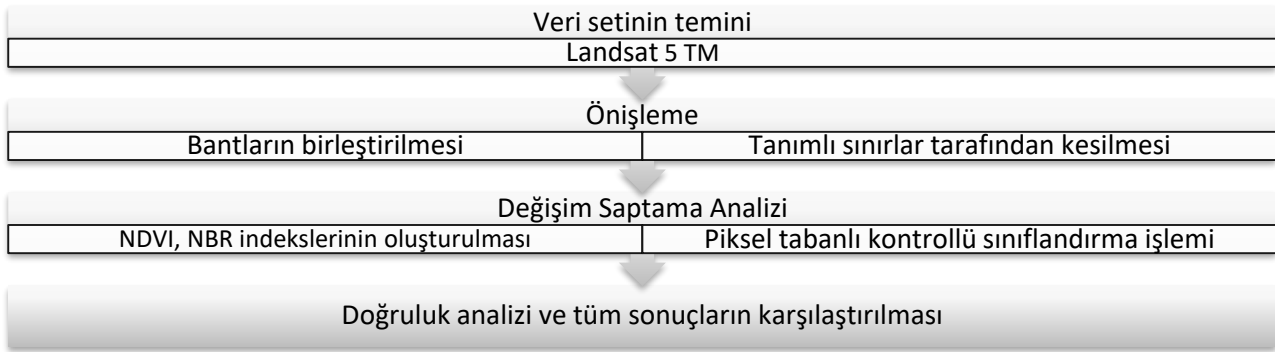 Veri setinin temini
Landsat 5 TM
Önişleme
Bantların birleştirilmesi
Tanımlı sınırlar tarafından kesilmesi
Değişim Saptama Analizi
NDVI, NBR indekslerinin oluşturulması
Piksel tabanlı kontrollü sınıflandırma işlemi
Doğruluk analizi ve tüm sonuçların karşılaştırılması